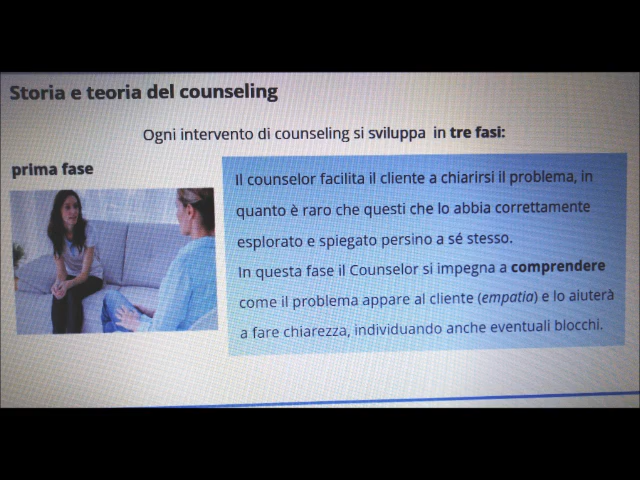 Storia e teoria del counseling
Ogni intervento di counseling si sviluppa in tre fasi:
prima fase
Il counselor facilita il cliente a chiarirsi il problema, in
quanto è raro che questi che lo abbia correttamente
esplorato e spiegato persino a sé stesso.
In questa fase il Counselor si impegna a comprendere
come il problema appare al cliente (empatia) e lo aiuterà
a fare chiarezza, individuando anche eventuali blocchi.